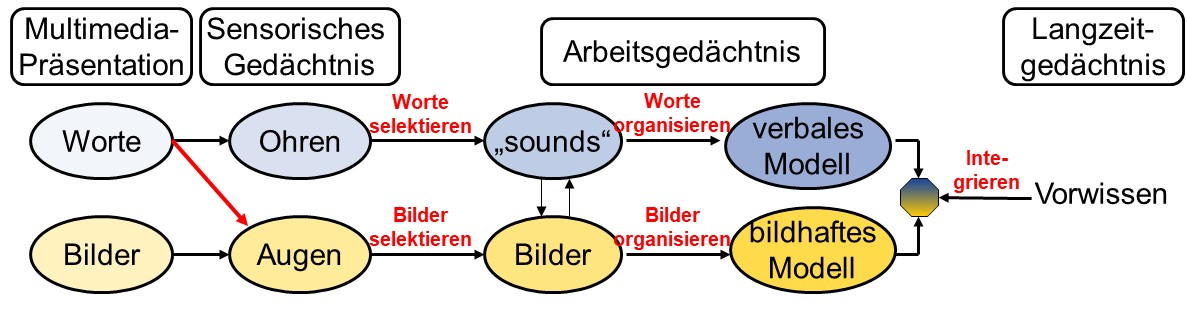 Multimedia-
Präsentation
Sensorisches
Gedächtnis
Arbeitsgedächtnis
Langzeit-
gedächtnis
Worte
Ohren
Worte
selektieren
„sounds“
Worte
organisieren
verbales
Modell
Inte-
grieren
Vorwissen
Bilder
Augen
Bilder
selektieren
Bilder
Bilder
organisieren
bildhaftes
Modell